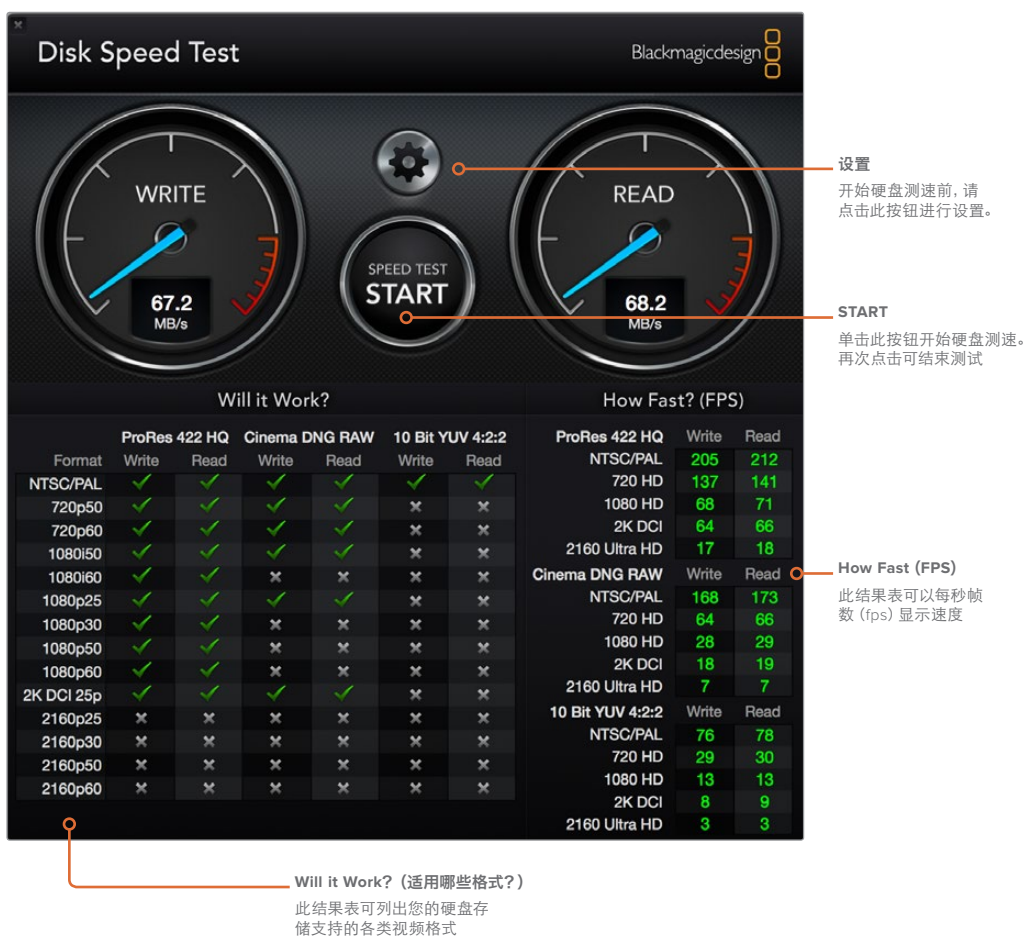 Disk Speed Test
Blackmagicdesign
WRITE
67.2
MB/s
SPEED TEST
START
READ
68.2
MB/s
设置
开始硬盘测速前，请
点击此按钮进行设置。
START
单击此按钮开始硬盘测速。
再次点击可结束测试
Will it Work?
ProRes 422 HQ Cinema DNG RAW 10 Bit YUV 4:2:2
Format Write Read Write Read Write Read
NTSC/PAL
720p50
720p60
1080i50
1080i60
1080p25
1080p30
1080p50
1080p60
2K DCI 25p
2160p25
2160p30
2160p50
2160p60
How Fast? (FPS)
ProRes 422 HQ Write Read
NTSC/PAL 205 212
720 HD 137 141
1080 HD 68 71
2K DCI 64 66
2160 Ultra HD 17 18
Cinema DNG RAW Write Read
NTSC/PAL 168 173
720 HD 64 66
1080 HD 28 29
2K DCI 18 19
2160 Ultra HD 7 7
10 Bit YUV 4:2:2 Write Read
NTSC/PAL 76 78
720 HD 29 30
1080 HD 13 13
2K DCI 8 9
2160 Ultra HD 3 3
How Fast (FPS)
此结果表可以每秒帧
数（fps）显示速度
Will it Work?（适用哪些格式？）
此结果表可列出您的硬盘存
储支持的各类视频格式